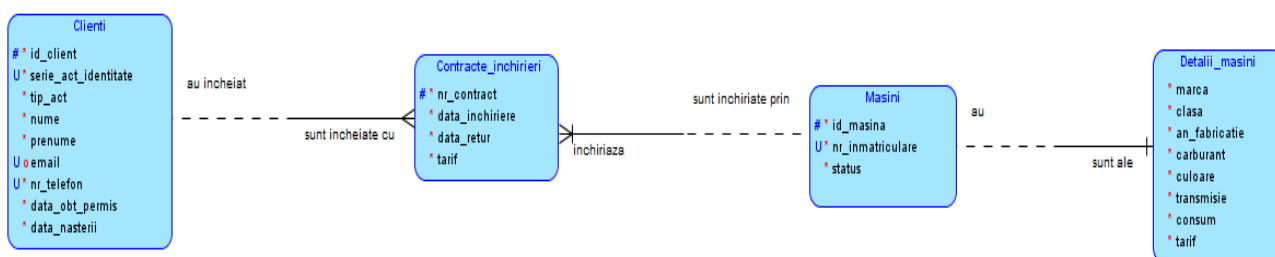 Clienti
# * id_client
U * serie_act_identitate
* tip_act
* nume
* prenume
U o email
U * nr_telefon
* data_obt_permis
* data_nasterii
au incheiat
sunt incheiate cu
Contracte_inchirieri
# * nr_contract
* data_inchiriere
* data_retur
* tarif
sunt inchiriate prin
inchiriaza
Masini
# * id_masina
U * nr_inmatriculare
* status
au
sunt ale
Detalii_masini
* marca
* clasa
* an_fabricatie
* carburant
* culoare
* transmisie
* consum
* tarif